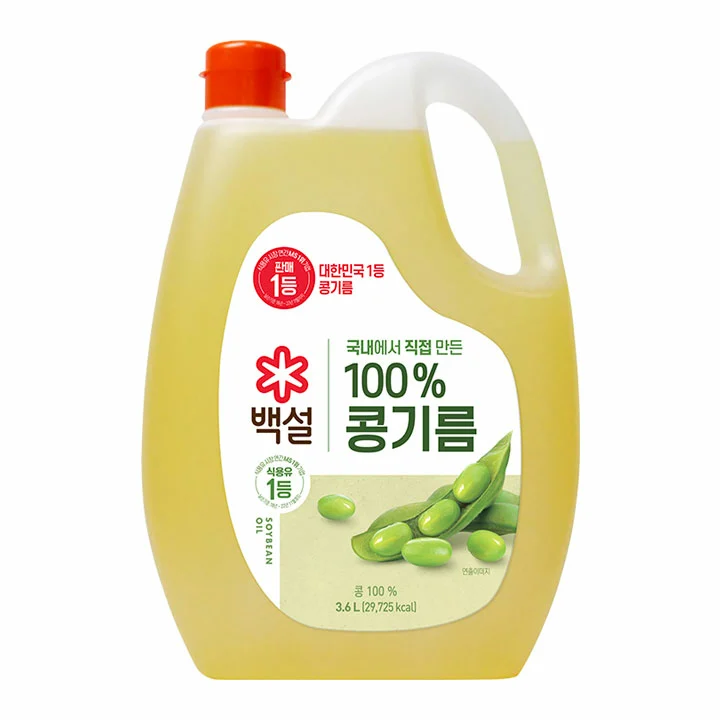 판매
1등
대한민국 1등
콩기름
국내에서 직접 만든
100%
콩기름
백설
식용유
1등
SOYBEAN
OIL
연출이미지
콩 100 %
3.6 L (29,725 kcal)